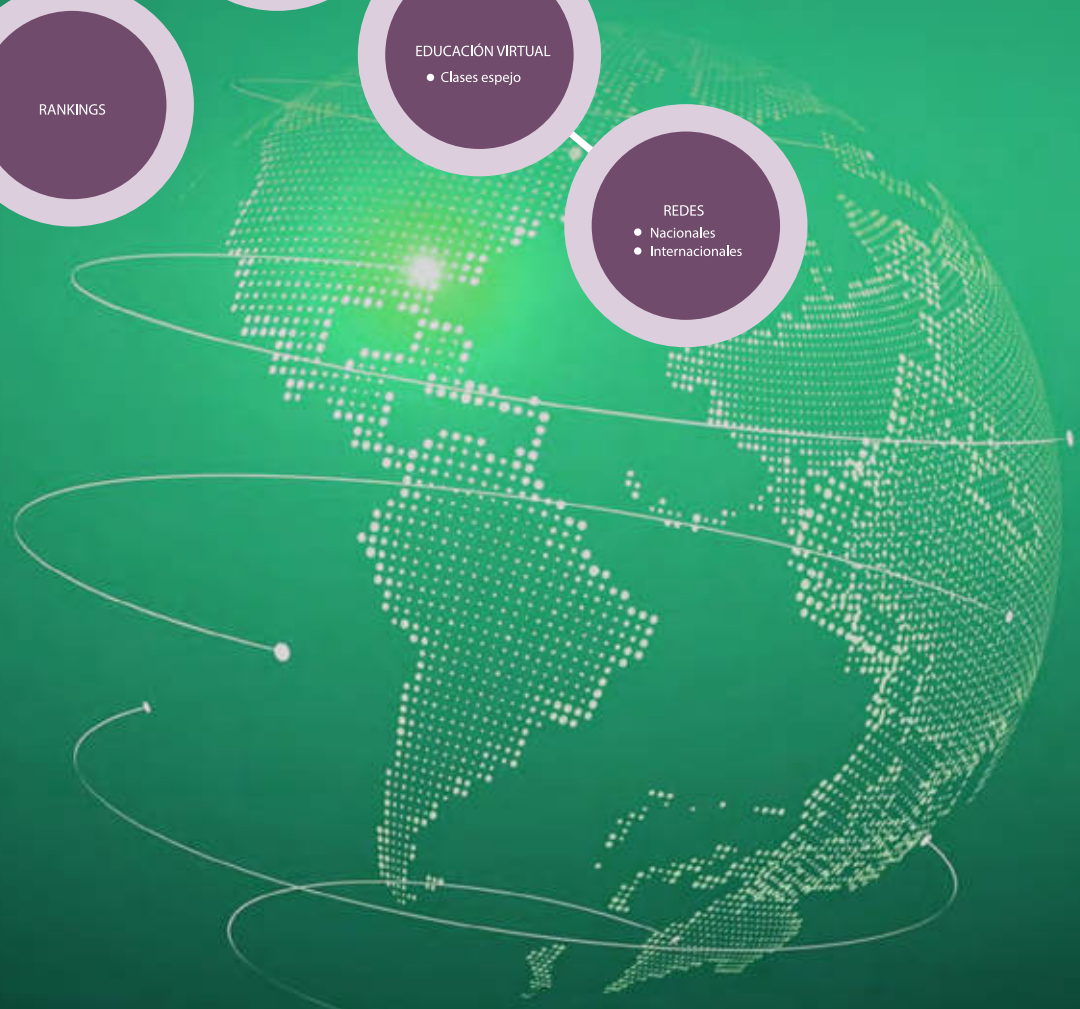 EDUCACIÓN VIRTUAL
• Clases espejo
RANKINGS
REDES
• Nacionales
• Internacionales